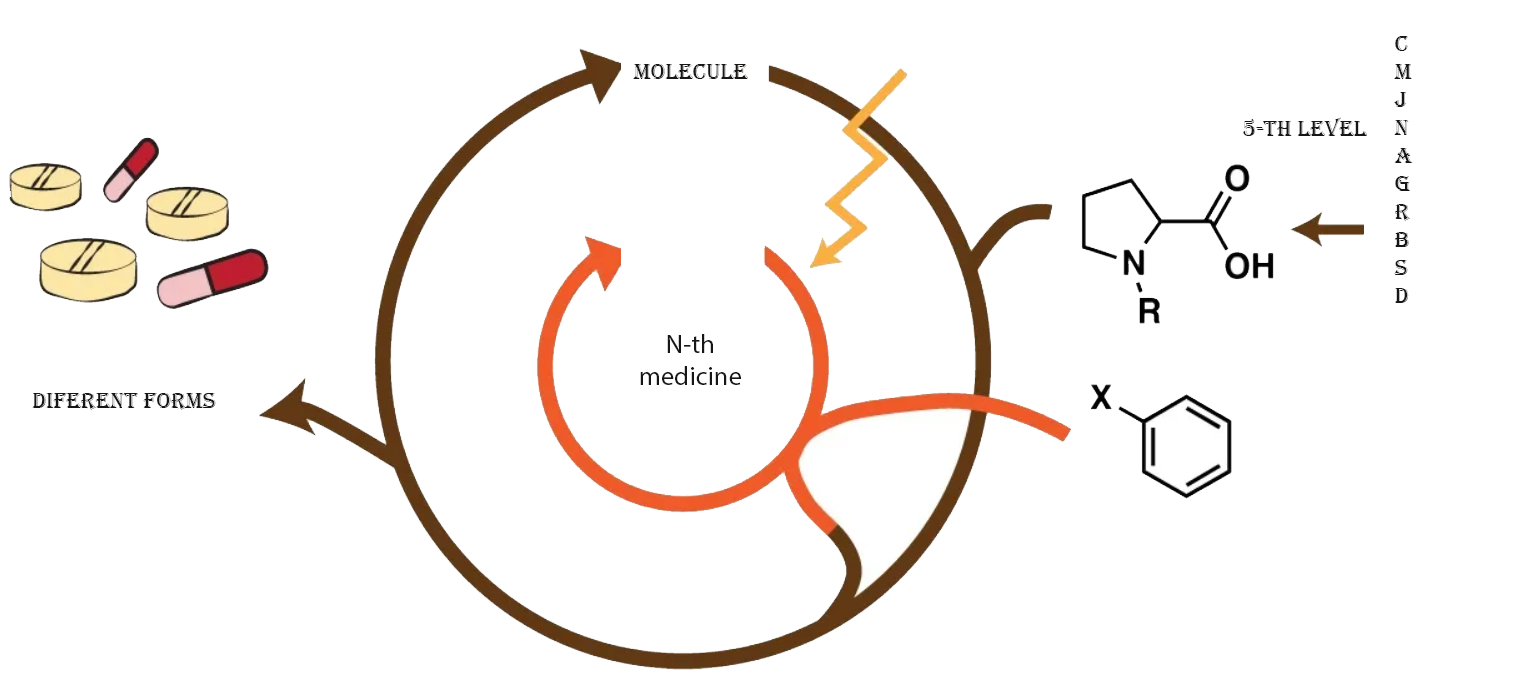 MOLECULE
C
M
J
N
A
G
R
B
S
D
5-TH LEVEL
O
N
OH
R
N-th
medicine
X
DIFERENT FORMS